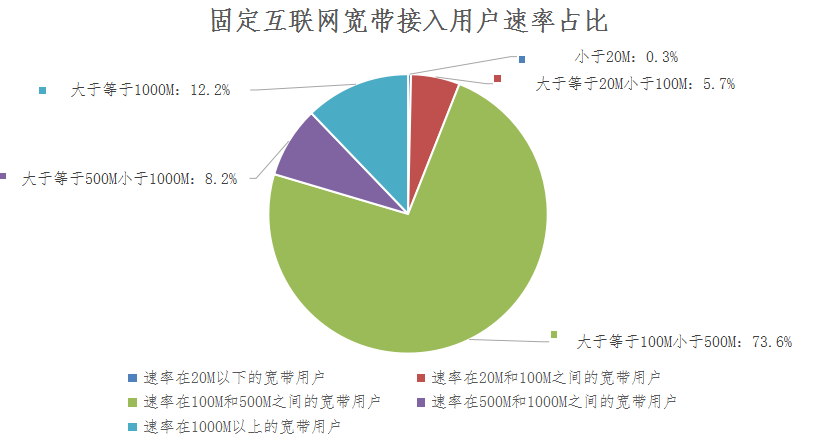 固定互联网宽带接入用户速率占比
小于20M：0.3%
大于等于20M小于100M：5.7%
大于等于1000M：12.2%
大于等于500M小于1000M：8.2%
大于等于100M小于500M：73.6%
速率在20M以下的宽带用户
速率在20M和100M之间的宽带用户
速率在100M和500M之间的宽带用户
速率在500M和1000M之间的宽带用户
速率在1000M以上的宽带用户